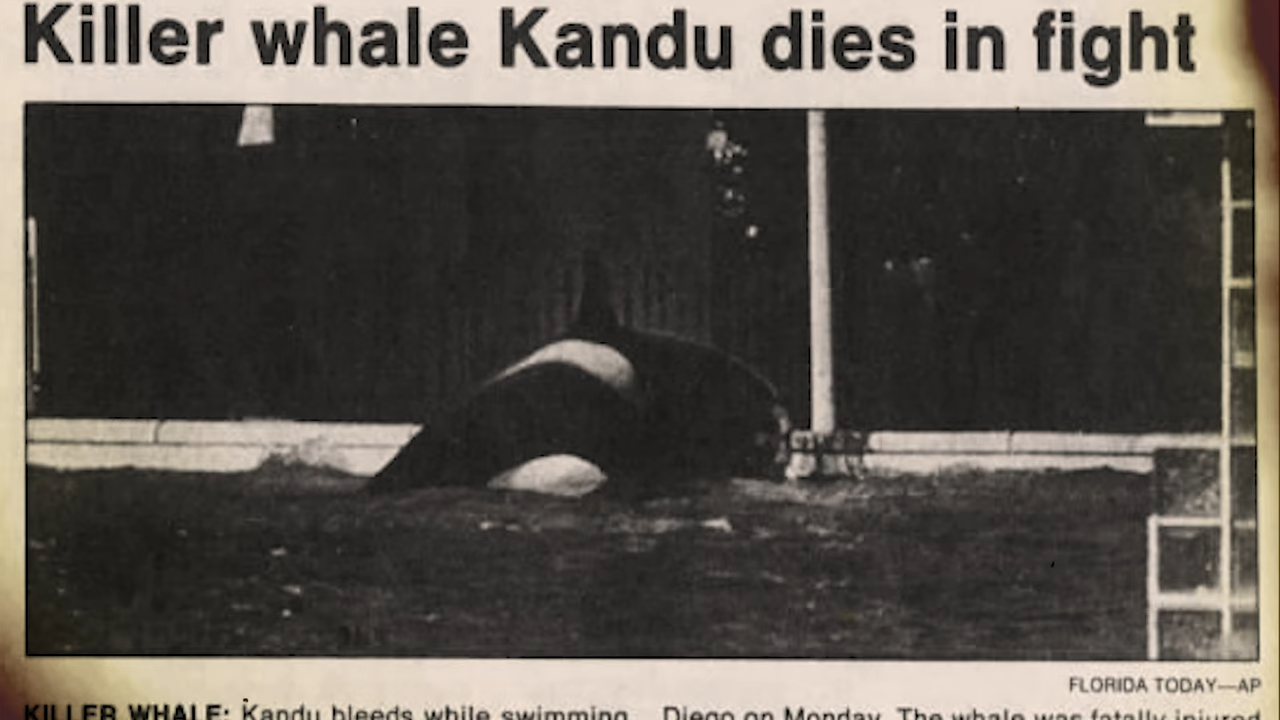 Killer whale Kandu dies in fight
FLORIDA TODAY—AP
KILLER WHALE: Kandu bleeds while swimming
Diego on Monday. The whale was fatally injured